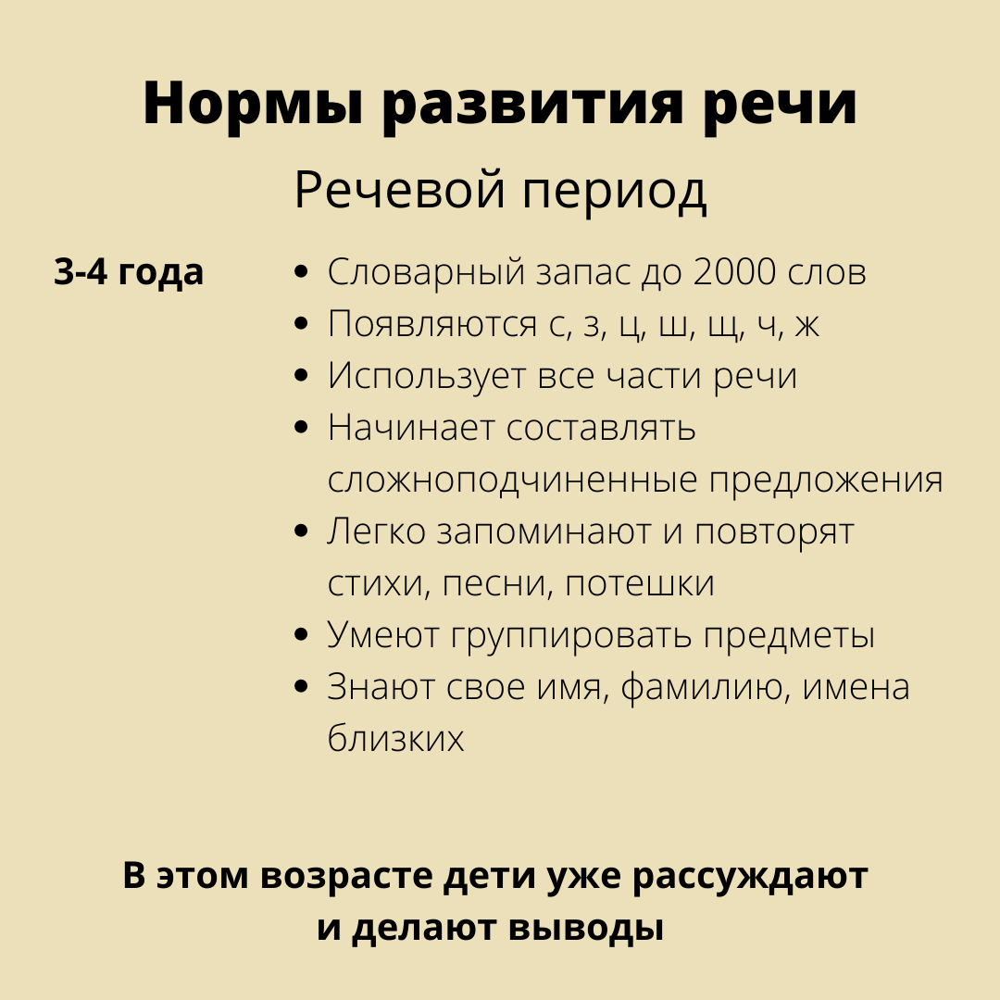 Нормы развития речи
Речевой период
3-4 года
• Словарный запас до 2000 слов
• Появляются с, з, ц, ш, щ, ч, ж
• Использует все части речи
• Начинает составлять
сложноподчиненные предложения
• Легко запоминают и повторят
стихи, песни, потешки
• Умеют группировать предметы
• Знают свое имя, фамилию, имена
близких
В этом возрасте дети уже рассуждают
и делают выводы